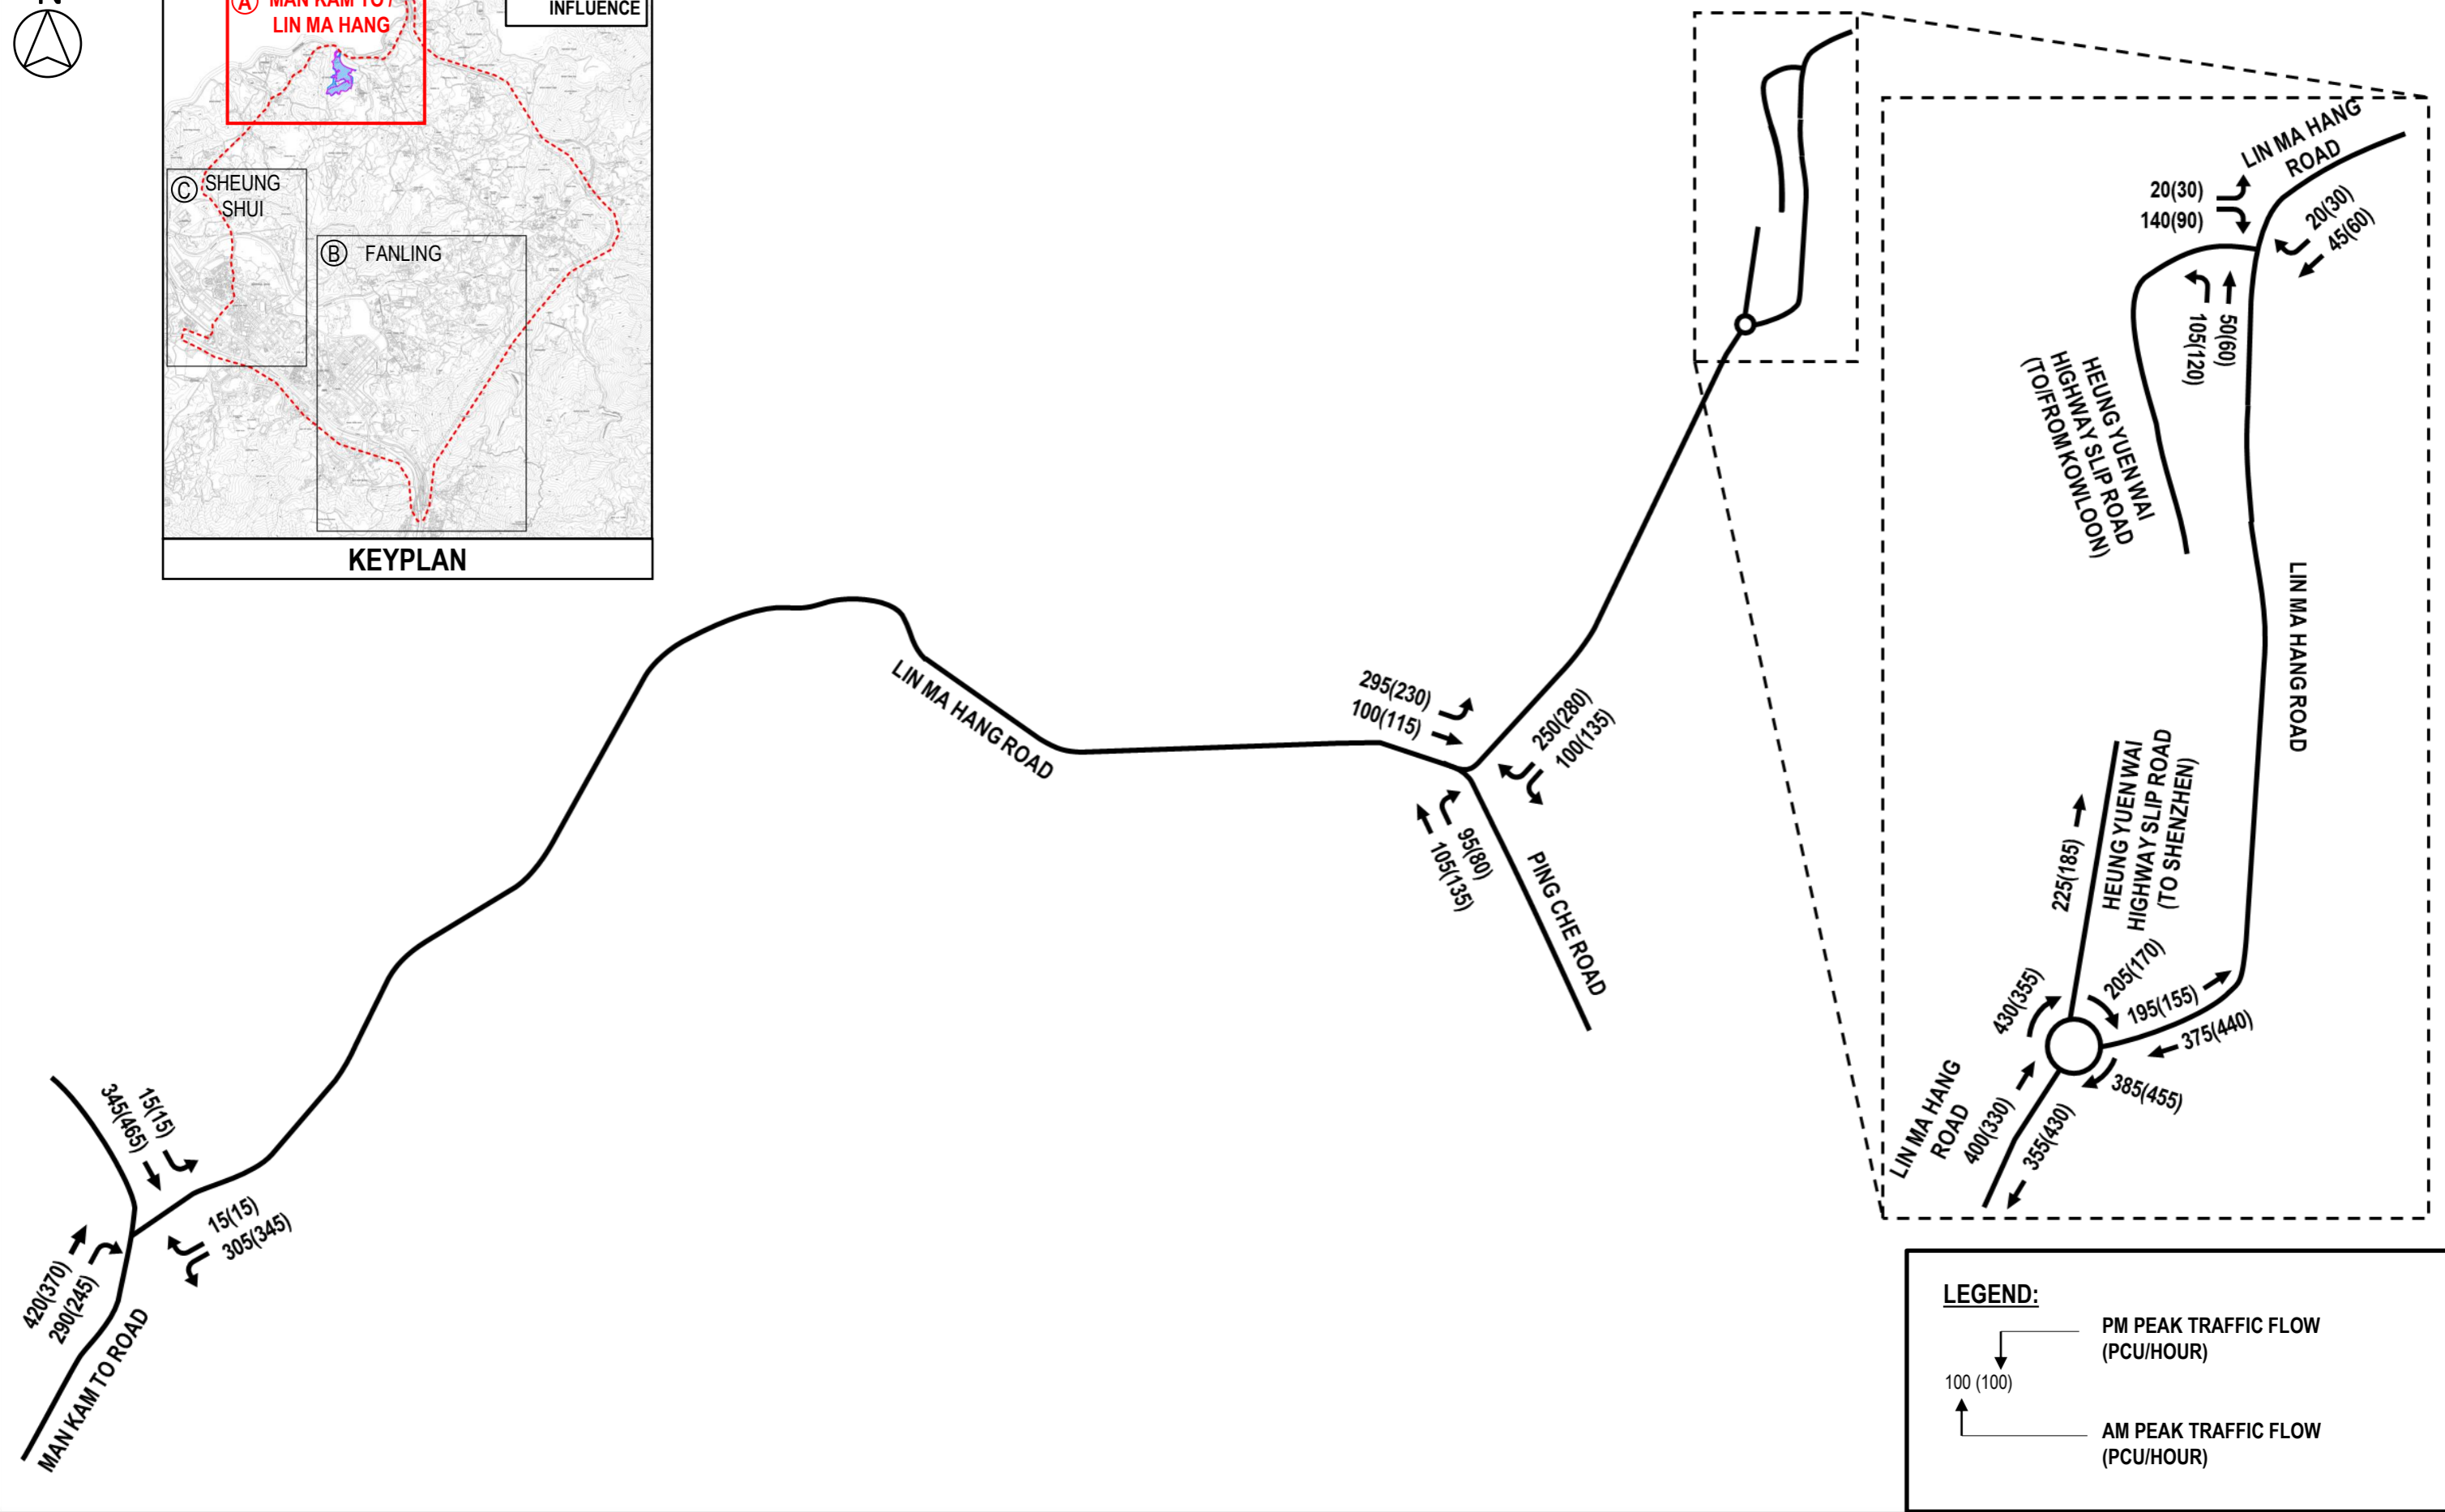 INFLUENCE
Ⓐ MAN KAM TO /
LIN MA HANG
Ⓒ SHEUNG
SHUI
Ⓑ FANLING
KEYPLAN
LIN MA HANG
ROAD
20(30)
140(90)
20(30)
45(60)
105(120)
50(60)
HEUNG YUEN WAI
HIGHWAY SLIP ROAD
(TO/FROM KOWLOON)
LIN MA HANG ROAD
225(185)
HEUNG YUEN WAI
HIGHWAY SLIP ROAD
(TO SHENZHEN)
430(355)
205(170)
195(155)
375(440)
385(455)
LIN MA HANG
ROAD
400(330)
355(430)
LIN MA HANG ROAD
295(230)
100(115)
250(280)
100(135)
95(80)
105(135)
PING CHE ROAD
15(15)
345(465)
15(15)
305(345)
420(370)
290(245)
MAN KAM TO ROAD
LEGEND:
PM PEAK TRAFFIC FLOW
(PCU/HOUR)
100 (100)
AM PEAK TRAFFIC FLOW
(PCU/HOUR)